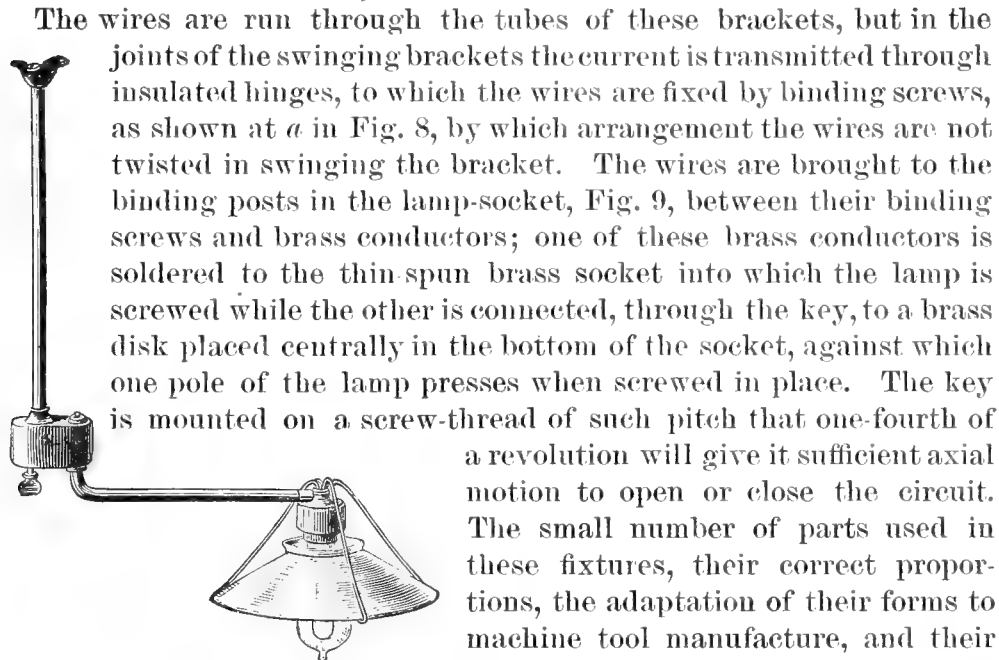 The wires are run through the tubes of these brackets, but in the
joints of the swinging brackets the current is transmitted through
insulated hinges, to which the wires are fixed by binding screws,
as shown at a in Fig. 8, by which arrangement the wires are not
twisted in swinging the bracket. The wires are brought to the
binding posts in the lamp-socket, Fig. 9, between their binding
screws and brass conductors; one of these brass conductors is
soldered to the thin spun brass socket into which the lamp is
screwed while the other is connected, through the key, to a brass
disk placed centrally in the bottom of the socket, against which
one pole of the lamp presses when screwed in place. The key
is mounted on a screw-thread of such pitch that one-fourth of
a revolution will give it sufficient axial
motion to open or close the circuit.
The small number of parts used in
these fixtures, their correct propor-
tions, the adaptation of their forms to
machine tool manufacture, and their